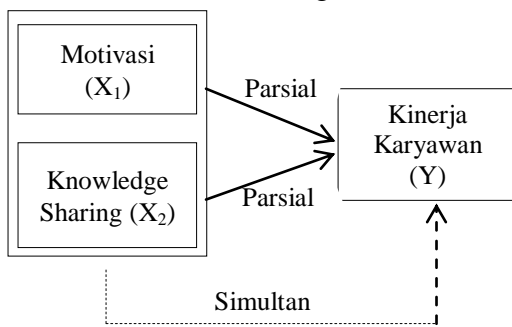 Motivasi
(X₁)
Parsial
Kinerja
Karyawan
(Y)
Knowledge
Sharing (X₂)
Parsial
Simultan